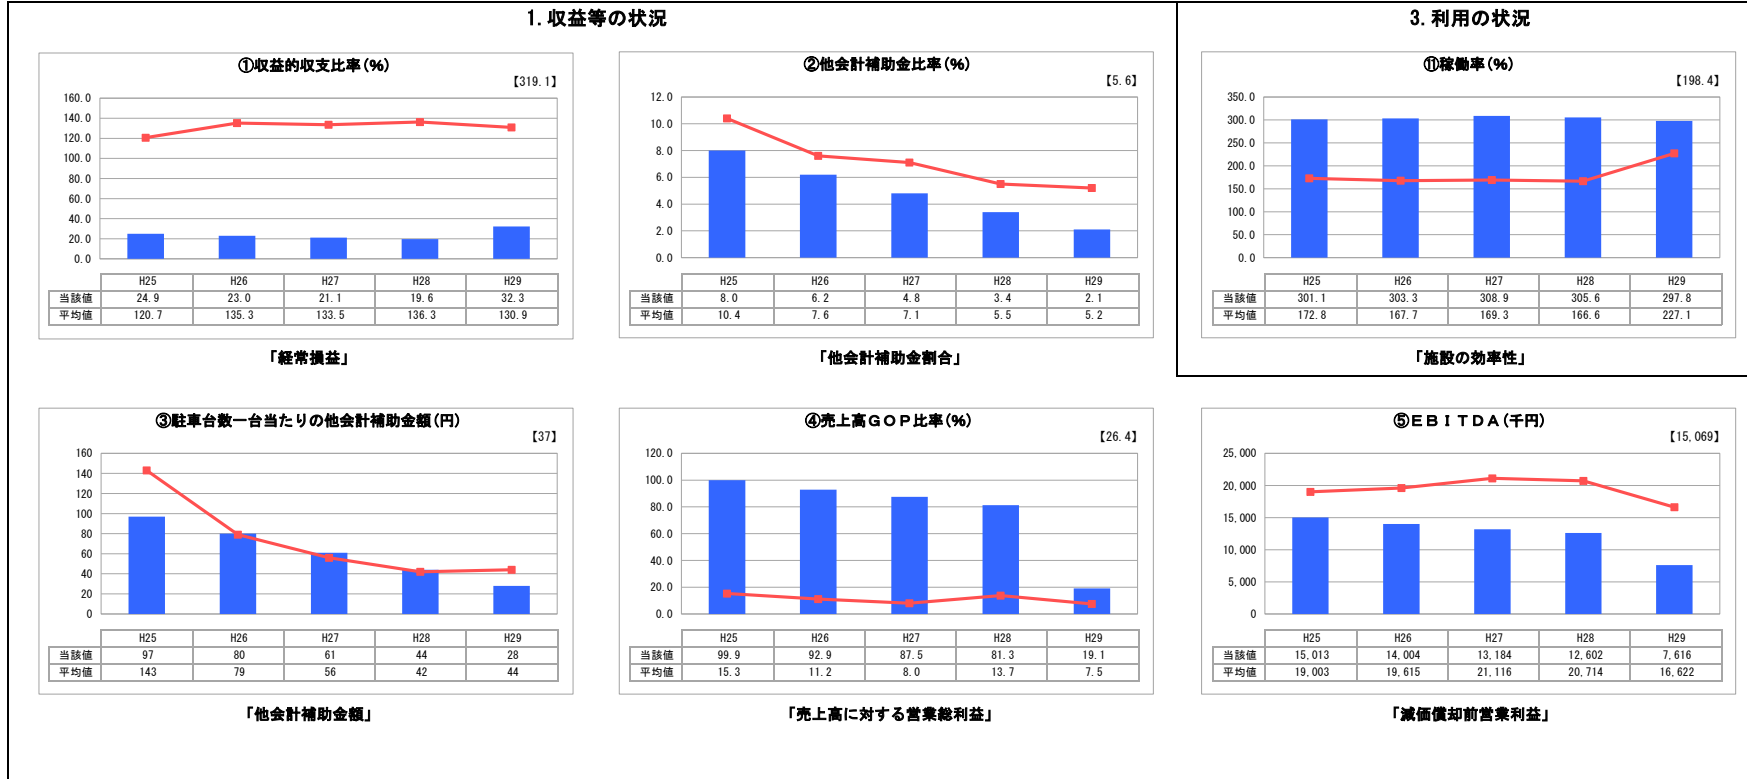 1. 収益等の状況
3. 利用の状況
①収益的収支比率(%)
【319.1】
160.0
140.0
120.0
100.0
80.0
60.0
40.0
20.0
0.0
H25 H26 H27 H28 H29
当該値 24.9 23.0 21.1 19.6 32.3
平均値 120.7 135.3 133.5 136.3 130.9
「経常損益」
②他会計補助金比率(%)
【5.6】
12.0
10.0
8.0
6.0
4.0
2.0
0.0
H25 H26 H27 H28 H29
当該値 8.0 6.2 4.8 3.4 2.1
平均値 10.4 7.6 7.1 5.5 5.2
「他会計補助金割合」
⑪稼働率(%)
【198.4】
350.0
300.0
250.0
200.0
150.0
100.0
50.0
0.0
H25 H26 H27 H28 H29
当該値 301.1 303.3 308.9 305.6 297.8
平均値 172.8 167.7 169.3 166.6 227.1
「施設の効率性」
③駐車台数一台当たりの他会計補助金額(円)
【37】
160
140
120
100
80
60
40
20
0
H25 H26 H27 H28 H29
当該値 97 80 61 44 28
平均値 143 79 56 42 44
「他会計補助金額」
④売上高GOP比率(%)
【26.4】
120.0
100.0
80.0
60.0
40.0
20.0
0.0
H25 H26 H27 H28 H29
当該値 99.9 92.9 87.5 81.3 19.1
平均値 15.3 11.2 8.0 13.7 7.5
「売上高に対する営業総利益」
⑤EBITDA(千円)
【15,069】
25,000
20,000
15,000
10,000
5,000
0
H25 H26 H27 H28 H29
当該値 15,013 14,004 13,184 12,602 7,616
平均値 19,003 19,615 21,116 20,714 16,622
「減価償却前営業利益」